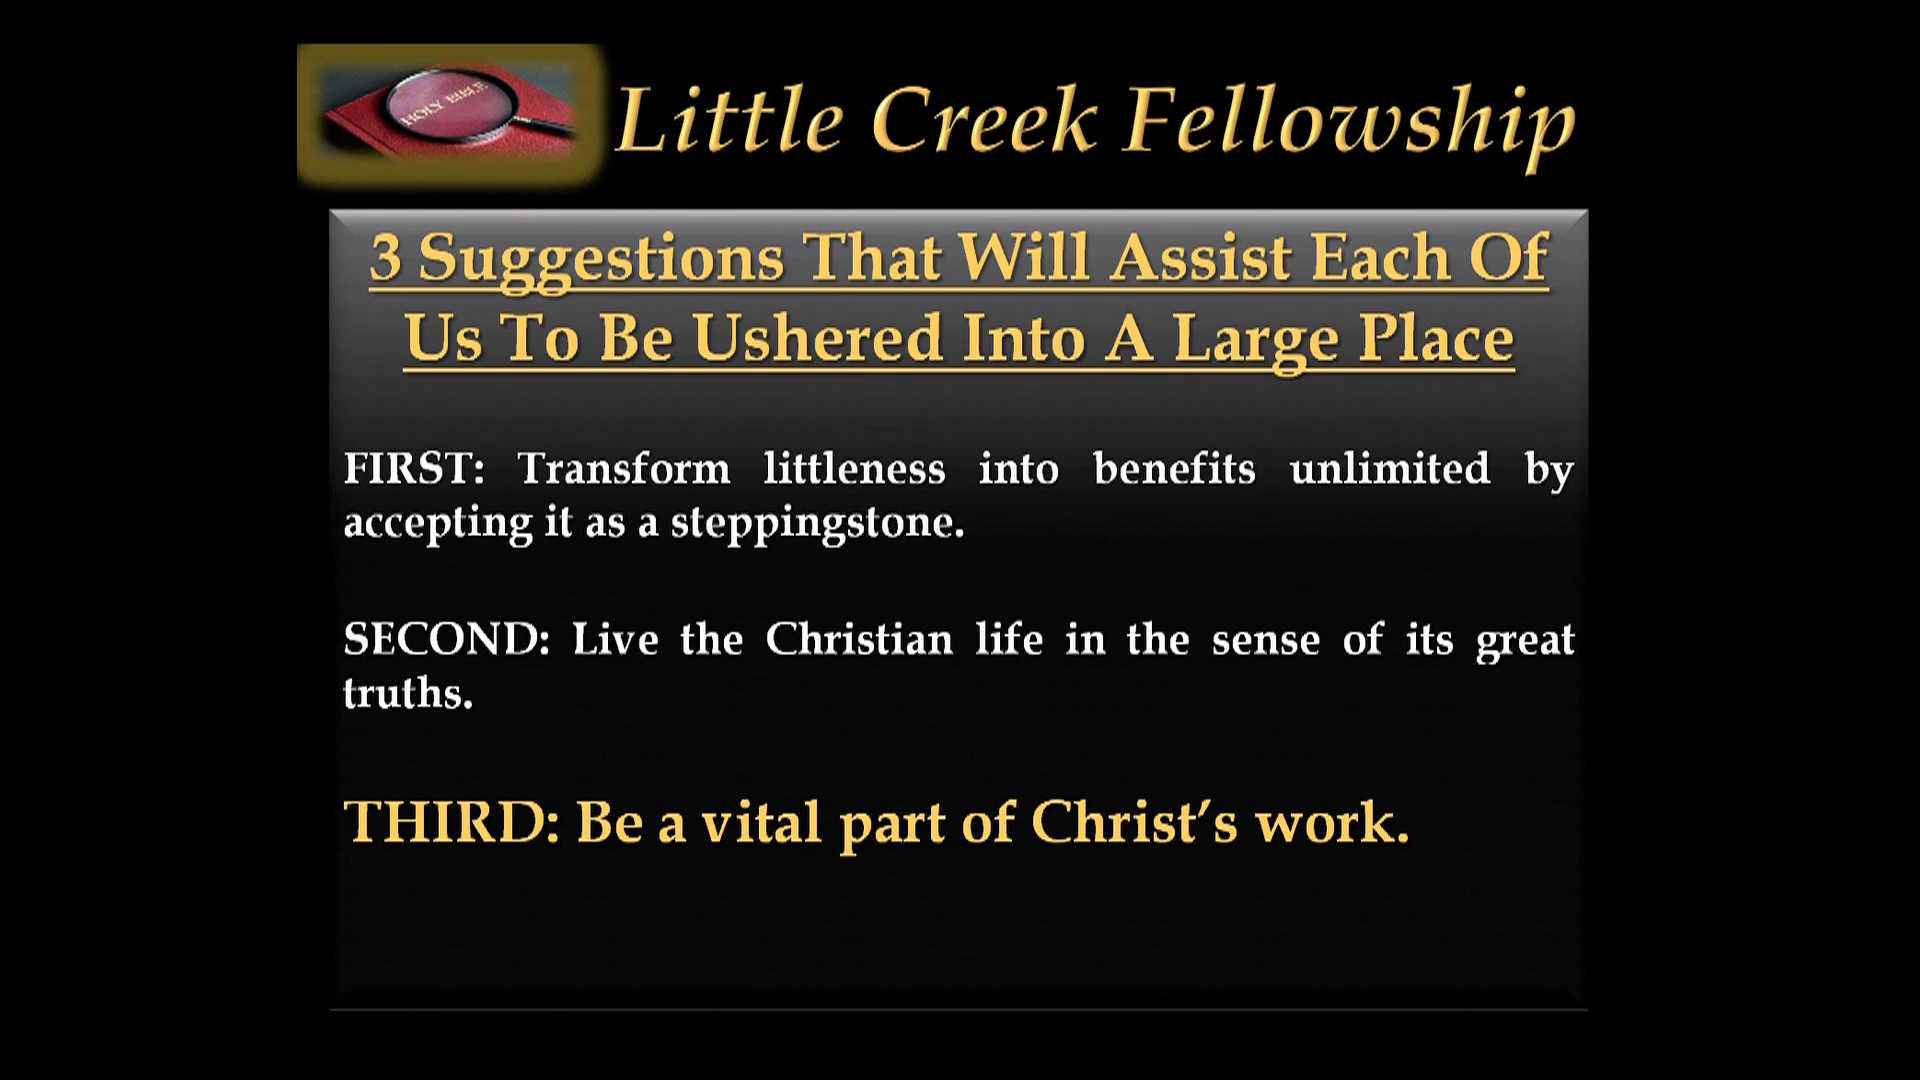 HOLY BIBLE
Little Creek Fellowship
3 Suggestions That Will Assist Each Of
Us To Be Ushered Into A Large Place
FIRST: Transform littleness into benefits unlimited by
accepting it as a steppingstone.
SECOND: Live the Christian life in the sense of its great
truths.
THIRD: Be a vital part of Christ’s work.